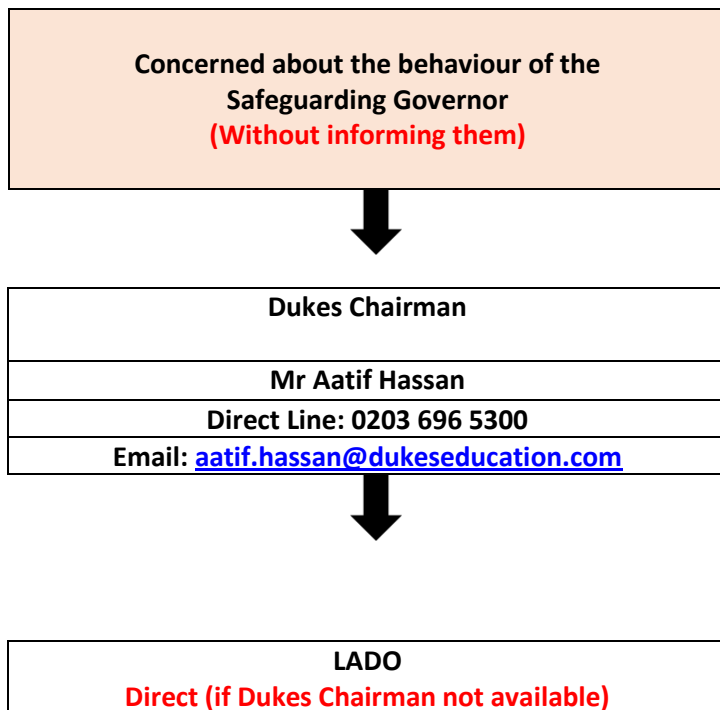 Concerned about the behaviour of the
Safeguarding Governor
(Without informing them)
Dukes Chairman
Mr Aatif Hassan
Direct Line: 0203 696 5300
Email: aatif.hassan@dukeseducation.com
LADO
Direct (if Dukes Chairman not available)